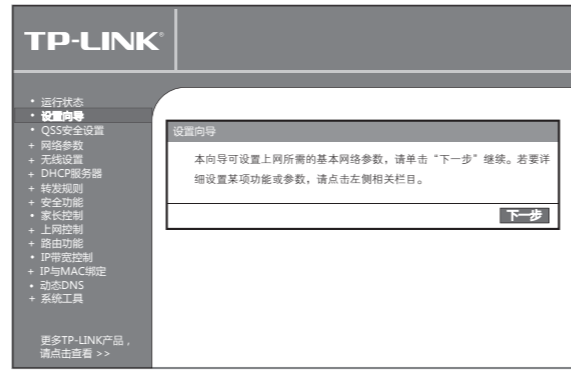 TP-LINK®
• 运行状态
• 设置向导
• QSS安全设置
+ 网络参数
+ 无线设置
+ DHCP服务器
+ 转发规则
+ 安全功能
• 家长控制
+ 上网控制
+ 路由功能
• IP带宽控制
+ IP与MAC绑定
• 动态DNS
+ 系统工具
更多TP-LINK产品，
请点击查看 >>
设置向导
本向导可设置上网所需的基本网络参数，请单击“下一步”继续。若要详
细设置某项功能或参数，请点击左侧相关栏目。
下一步